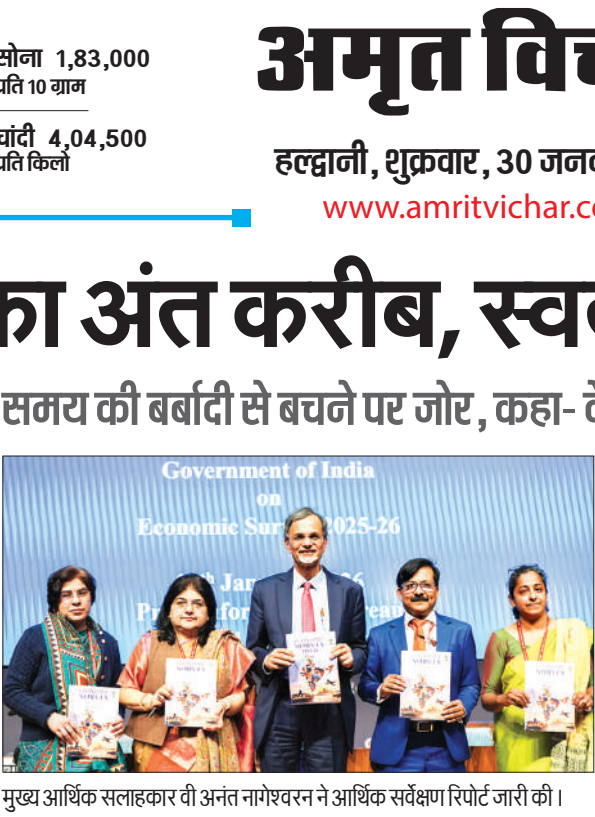 सोना 1,83,000
प्रति 10 ग्राम
चांदी 4,04,500
प्रति किलो
अमृत विच
हल्द्वानी, शुक्रवार, 30 जनव
www.amritvichar.co
का अंत करीब, स्व
समय की बर्बादी से बचने पर जोर, कहा-
Government of India
on
Economic Sur 2025-26
Jan
मुख्य आर्थिक सलाहकार वी अनंत नागेश्वरन ने आर्थिक सर्वेक्षण रिपोर्ट जारी की।